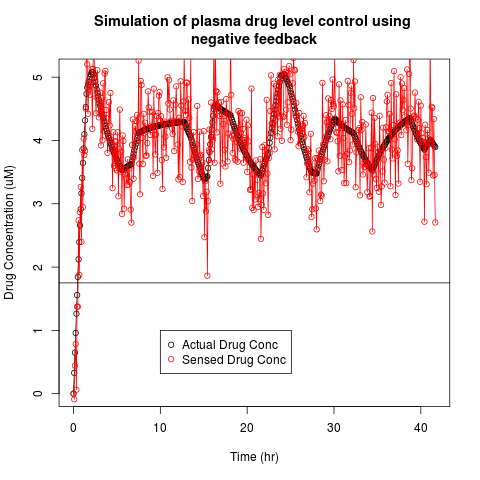 Simulation of plasma drug level control using
negative feedback
Drug Concentration (uM)
5
4
3
2
1
0
Actual Drug Conc
Sensed Drug Conc
0 10 20 30 40
Time (hr)